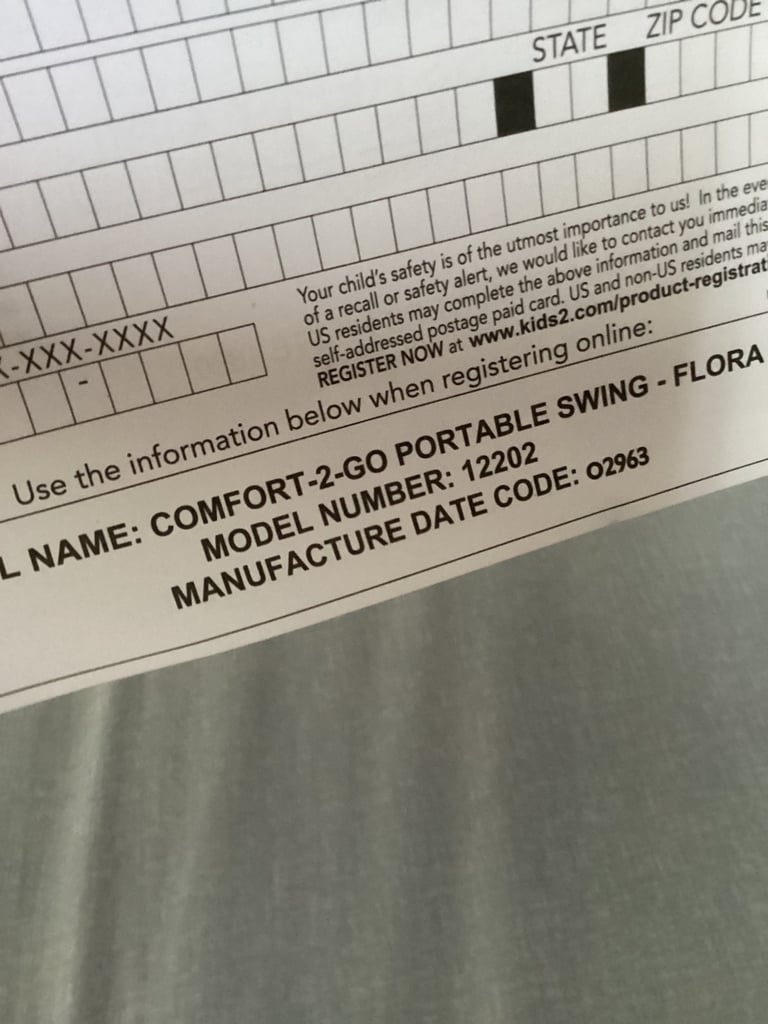 STATE ZIP CODE
Your child's safety is of the utmost importance to us! In the
of a recall or safety alert, we would like to contact you
US residents may complete the above information and mail this
self-addressed postage paid card. US and non-US residents
REGISTER NOW at www.kids2.com/product-registrat
X-XXX-XXXX
-
Use the information below when registering online:
L NAME: COMFORT-2-GO PORTABLE SWING - FLORA
MODEL NUMBER: 12202
MANUFACTURE DATE CODE: O2963